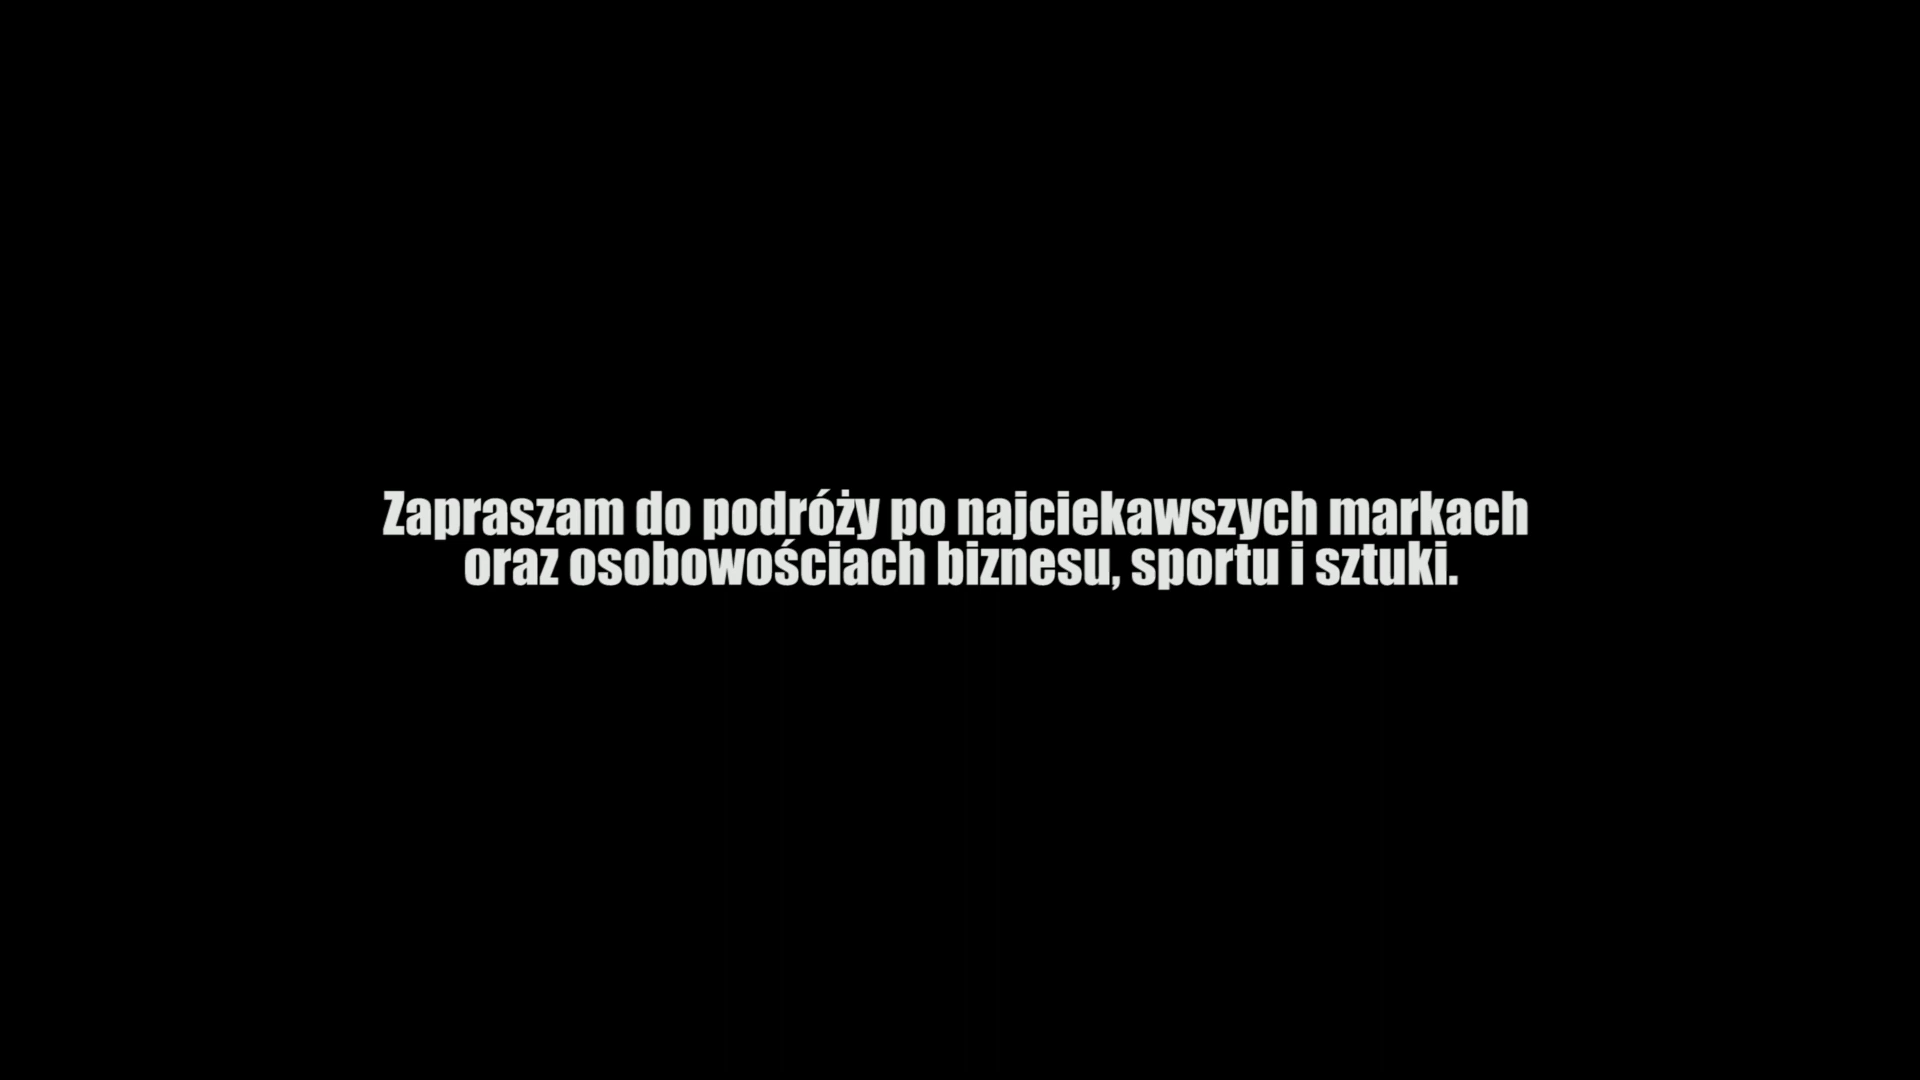 Zapraszam do podróży po najciekawszych markach
oraz osobowościach biznesu, sportu i sztuki.